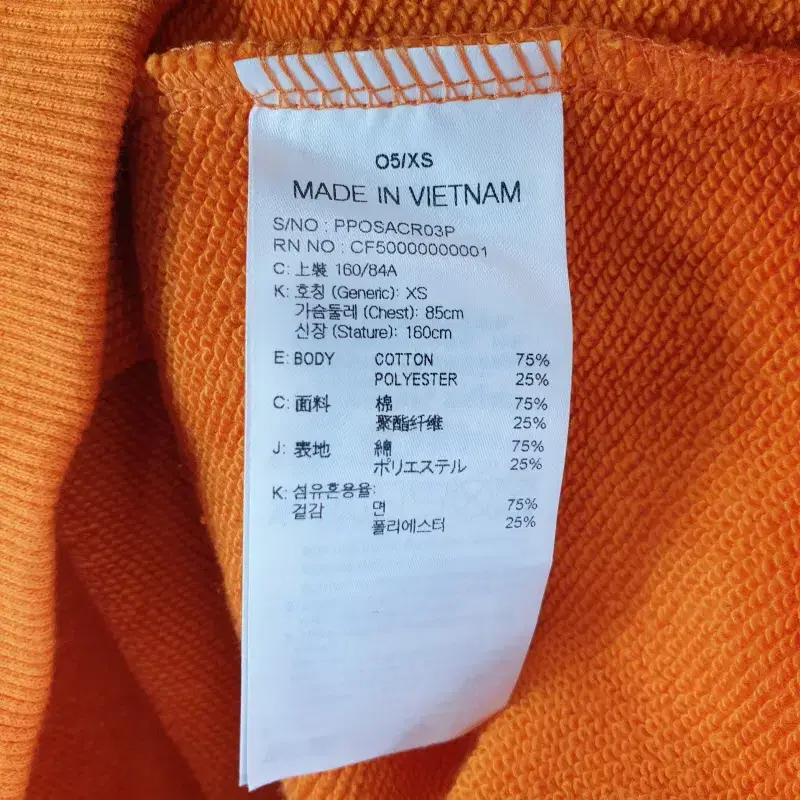 O5/XS
MADE IN VIETNAM
S/NO : PPOSACR03P
RN NO : CF50000000001
C: 上裝 160/84A
K: 호칭 (Generic): XS
가슴둘레 (Chest): 85cm
신장 (Stature): 160cm
E: BODY COTTON 75%
POLYESTER 25%
C: 面料 棉 75%
聚酯纤维 25%
J: 表地 綿 75%
ポリエステル 25%
K: 섬유혼용율:
겉감 면 75%
폴리에스터 25%